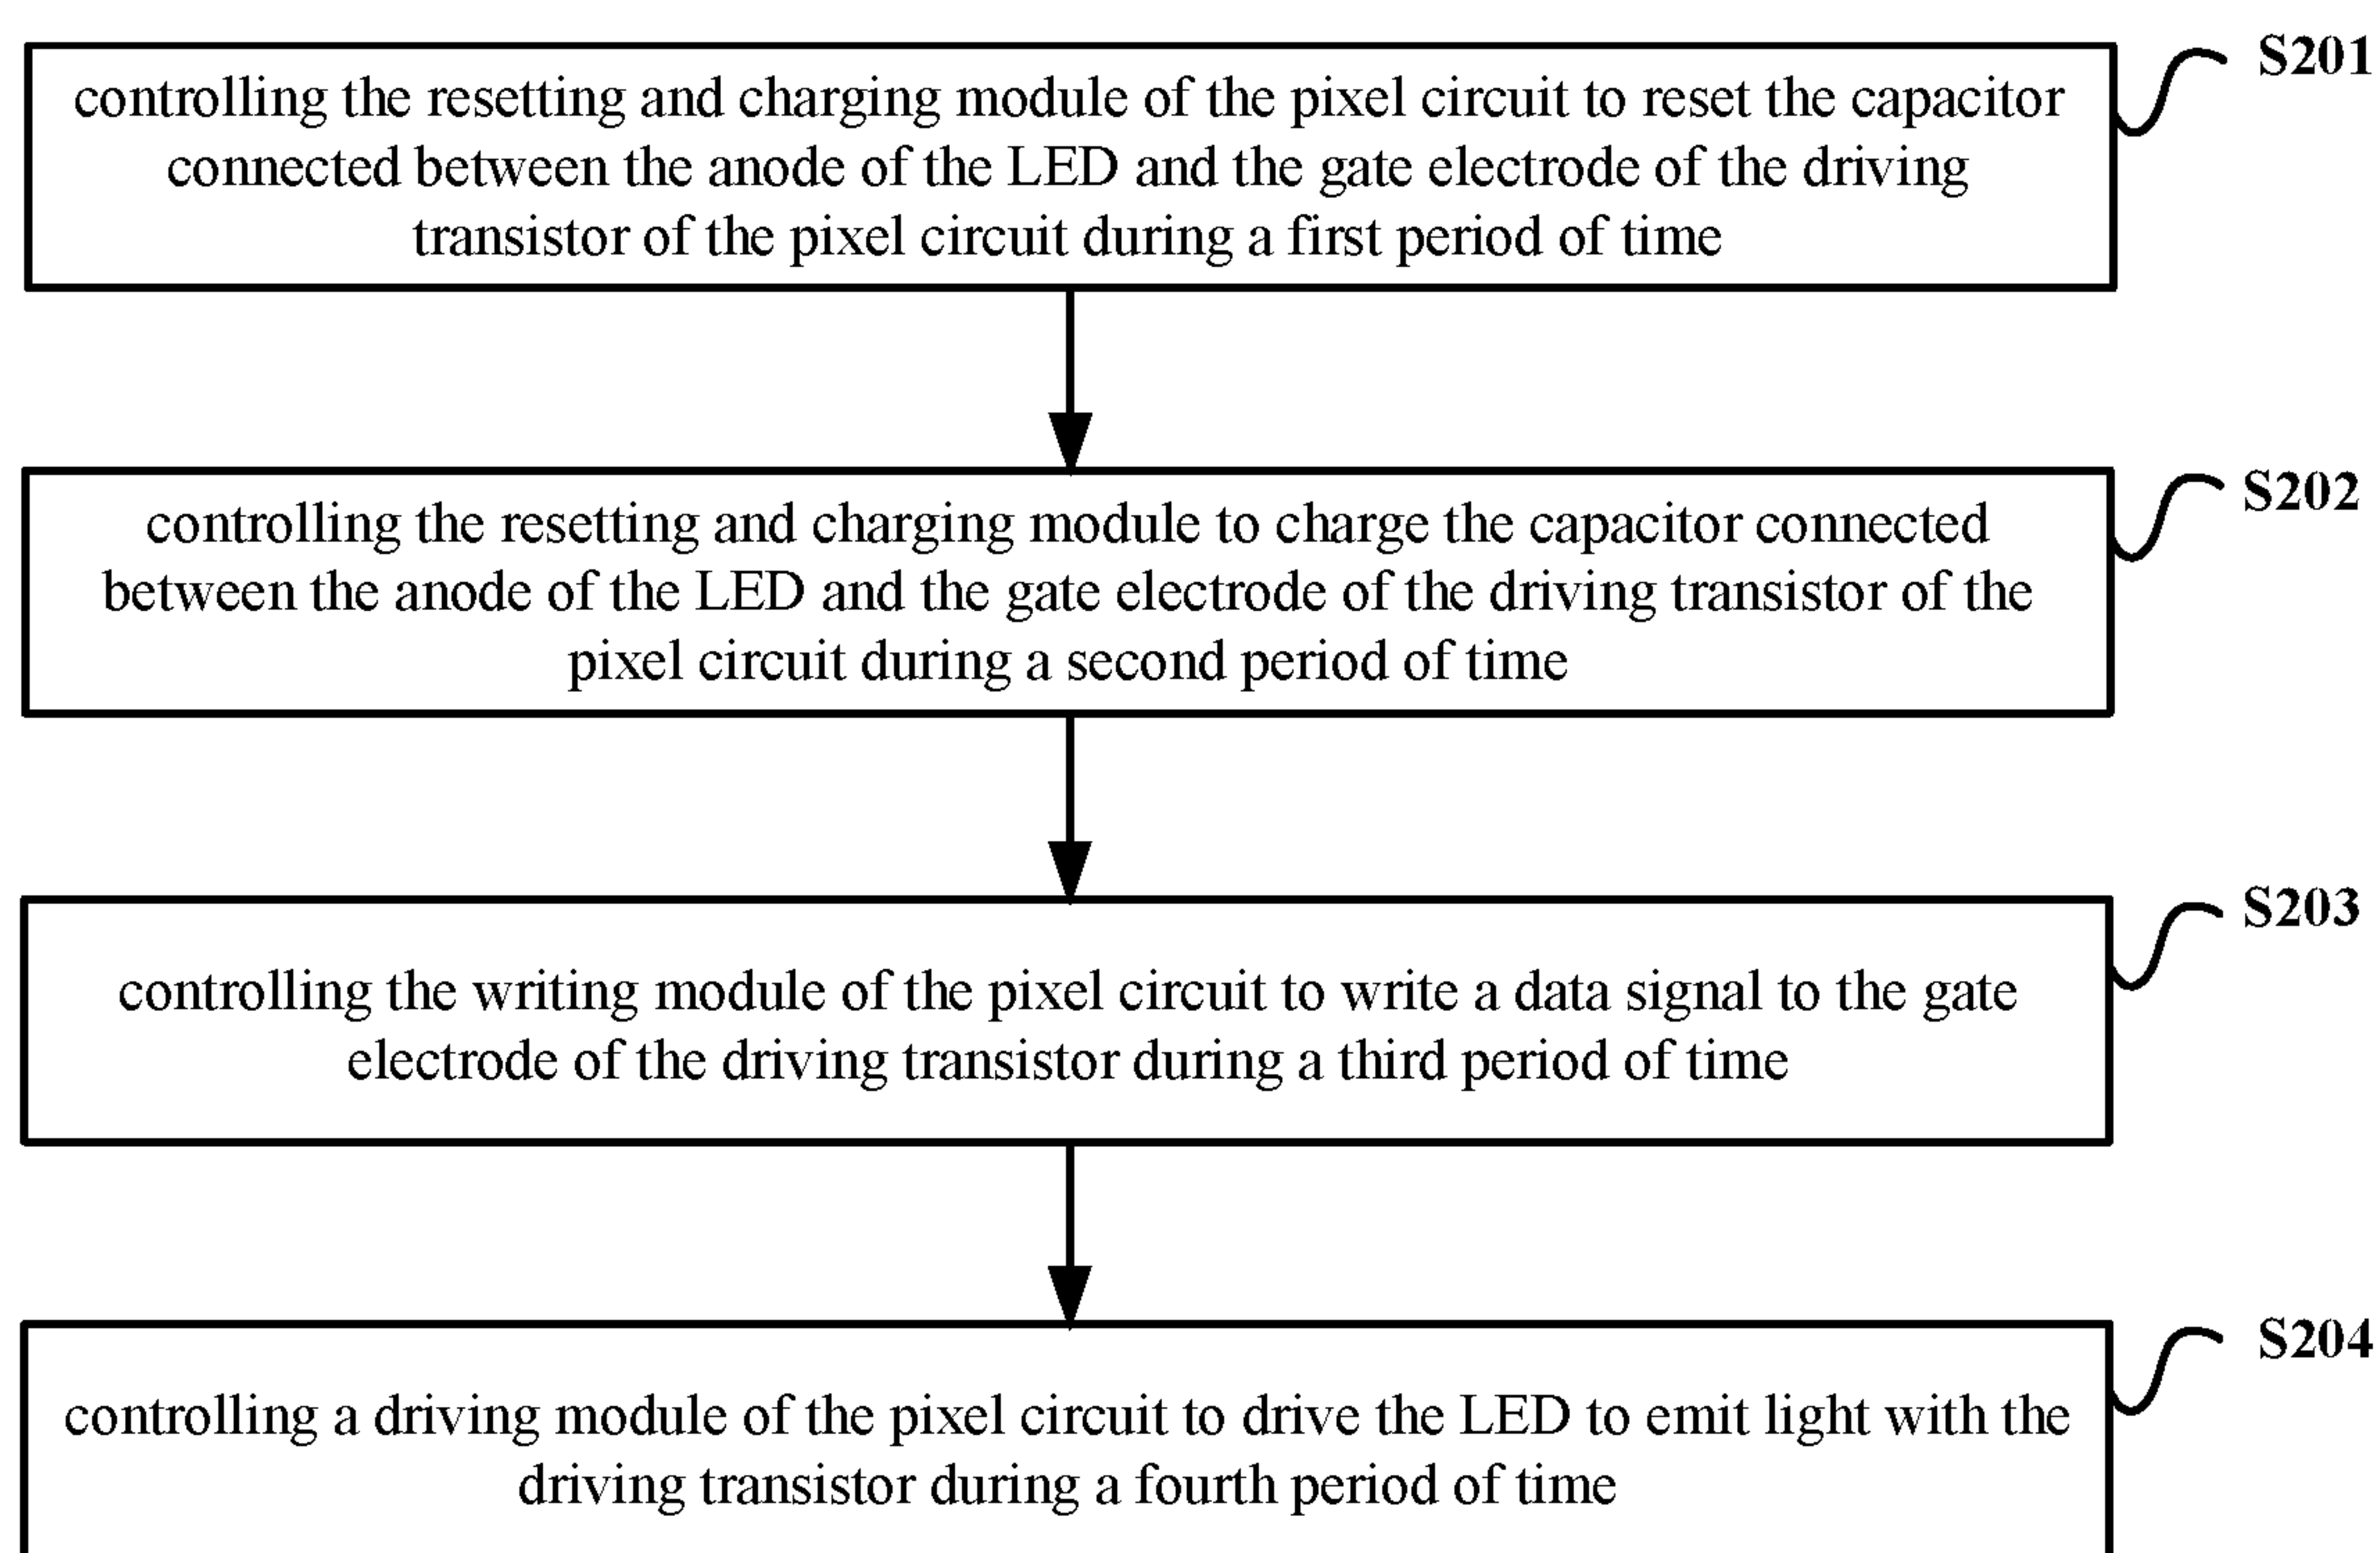 S201
controlling the resetting and charging module of the pixel circuit to reset the capacitor
connected between the anode of the LED and the gate electrode of the driving
transistor of the pixel circuit during a first period of time
S202
controlling the resetting and charging module to charge the capacitor connected
between the anode of the LED and the gate electrode of the driving transistor of the
pixel circuit during a second period of time
S203
controlling the writing module of the pixel circuit to write a data signal to the gate
electrode of the driving transistor during a third period of time
S204
controlling a driving module of the pixel circuit to drive the LED to emit light with the
driving transistor during a fourth period of time